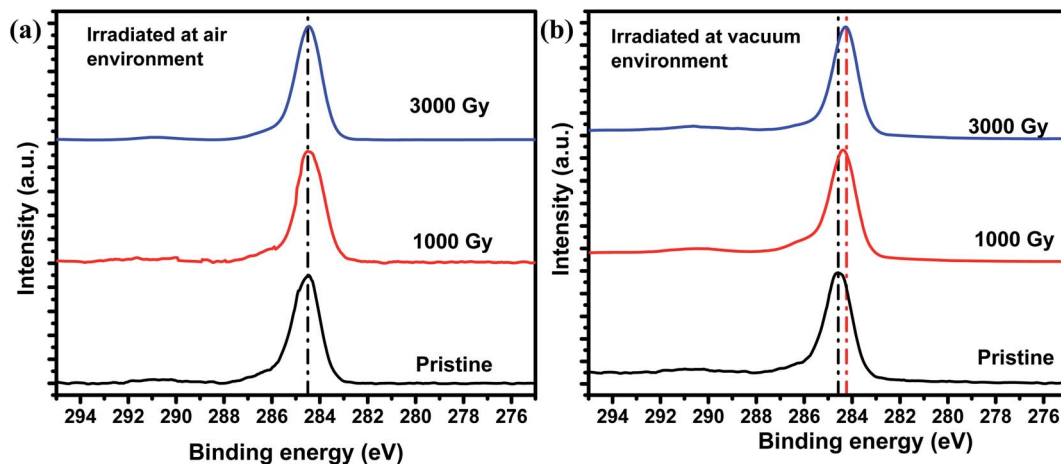 (a)
Irradiated at air
environment
3000 Gy
1000 Gy
Pristine
Intensity (a.u.)
294 292 290 288 286 284 282 280 278 276
Binding energy (eV)
(b)
Irradiated at vacuum
environment
3000 Gy
1000 Gy
Pristine
Intensity (a.u.)
294 292 290 288 286 284 282 280 278 276
Binding energy (eV)